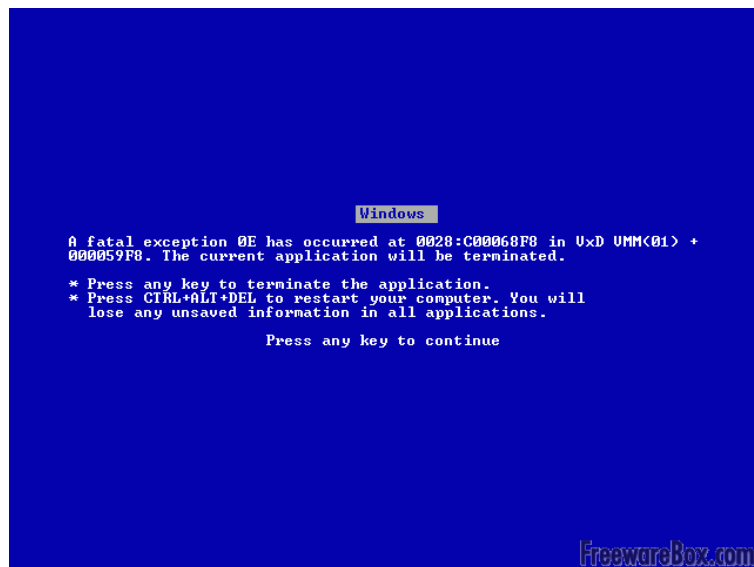 Windows
A fatal exception 0E has occurred at 0028:C00068F8 in VxD VMM(01) +
000059F8. The current application will be terminated.
* Press any key to terminate the application.
* Press CTRL+ALT+DEL to restart your computer. You will
lose any unsaved information in all applications.
Press any key to continue
FreewareBox.com